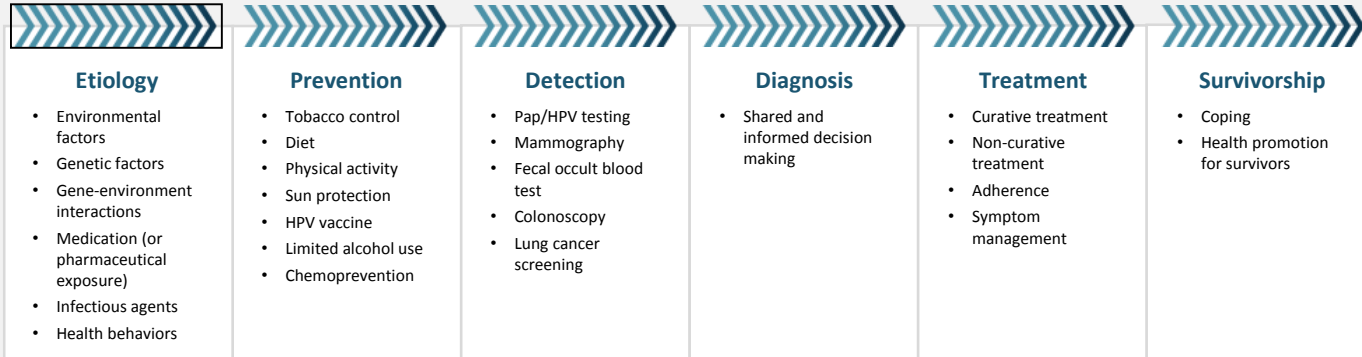 Etiology
• Environmental
factors
• Genetic factors
• Gene-environment
interactions
• Medication (or
pharmaceutical
exposure)
• Infectious agents
• Health behaviors
Prevention
• Tobacco control
• Diet
• Physical activity
• Sun protection
• HPV vaccine
• Limited alcohol use
• Chemoprevention
Detection
• Pap/HPV testing
• Mammography
• Fecal occult blood
test
• Colonoscopy
• Lung cancer
screening
Diagnosis
• Shared and
informed decision
making
Treatment
• Curative treatment
• Non-curative
treatment
• Adherence
• Symptom
management
Survivorship
• Coping
• Health promotion
for survivors